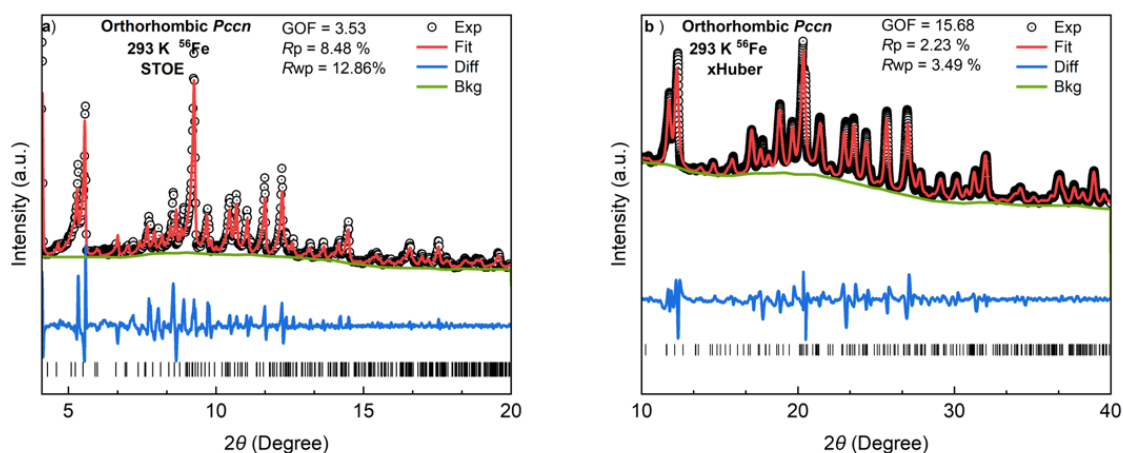 a) Orthorhombic Pccn
293 K ⁵⁶Fe
STOE
GOF = 3.53
Rp = 8.48 %
Rwp = 12.86%
Exp
Fit
Diff
Bkg
Intensity (a.u.)
5 10 15 20
2θ (Degree)
b ) Orthorhombic Pccn
293 K ⁵⁶Fe
xHuber
GOF = 15.68
Rp = 2.23 %
Rwp = 3.49 %
Exp
Fit
Diff
Bkg
Intensity (a.u.)
10 20 30 40
2θ (Degree)